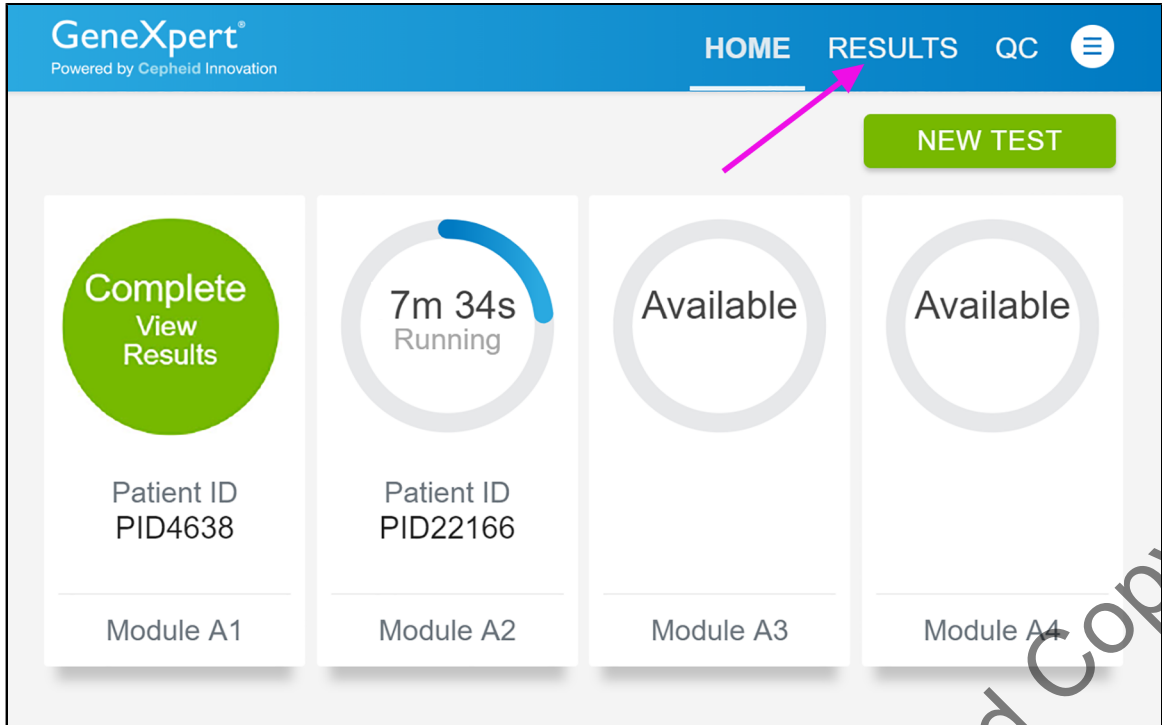 GeneXpert®
Powered by Cepheid Innovation
HOME RESULTS QC
NEW TEST
Complete
View
Results
Patient ID
PID4638
Module A1
7m 34s
Running
Patient ID
PID22166
Module A2
Available
Module A3
Available
Module A4
d Copy